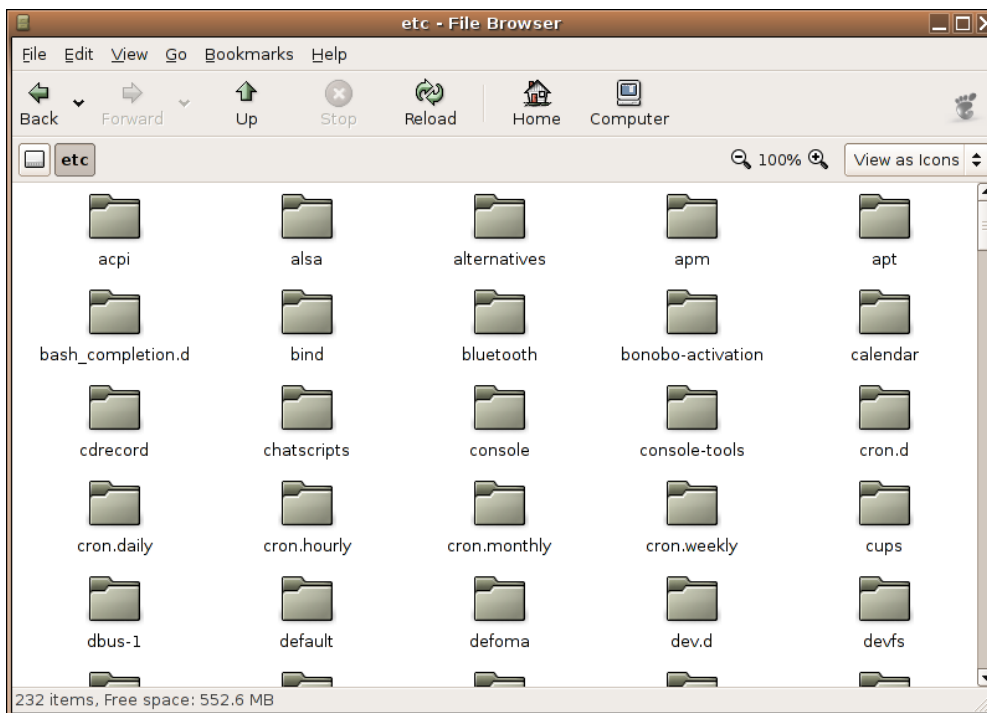 etc - File Browser
File Edit View Go Bookmarks Help
Back Forward Up Stop Reload Home Computer
etc 100% View as Icons
acpi alsa alternatives apm apt
bash_completion.d bind bluetooth bonobo-activation calendar
cdrecord chatscripts console console-tools cron.d
cron.daily cron.hourly cron.monthly cron.weekly cups
dbus-1 default defoma dev.d devfs
232 items, Free space: 552.6 MB